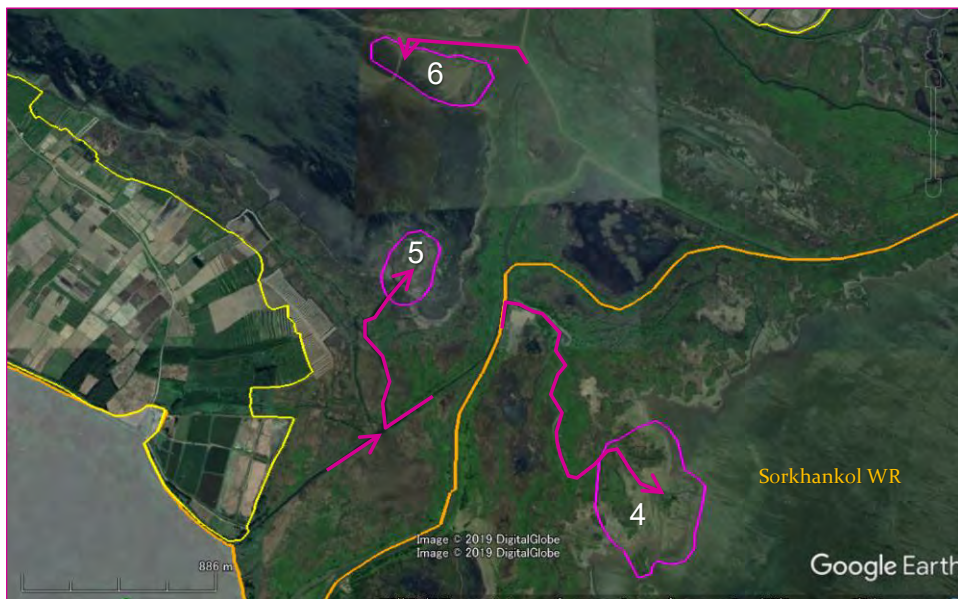 6
5
Sorkhankol WR
4
Image © 2019 DigitalGlobe
Image © 2019 DigitalGlobe
886 m
Google Earth